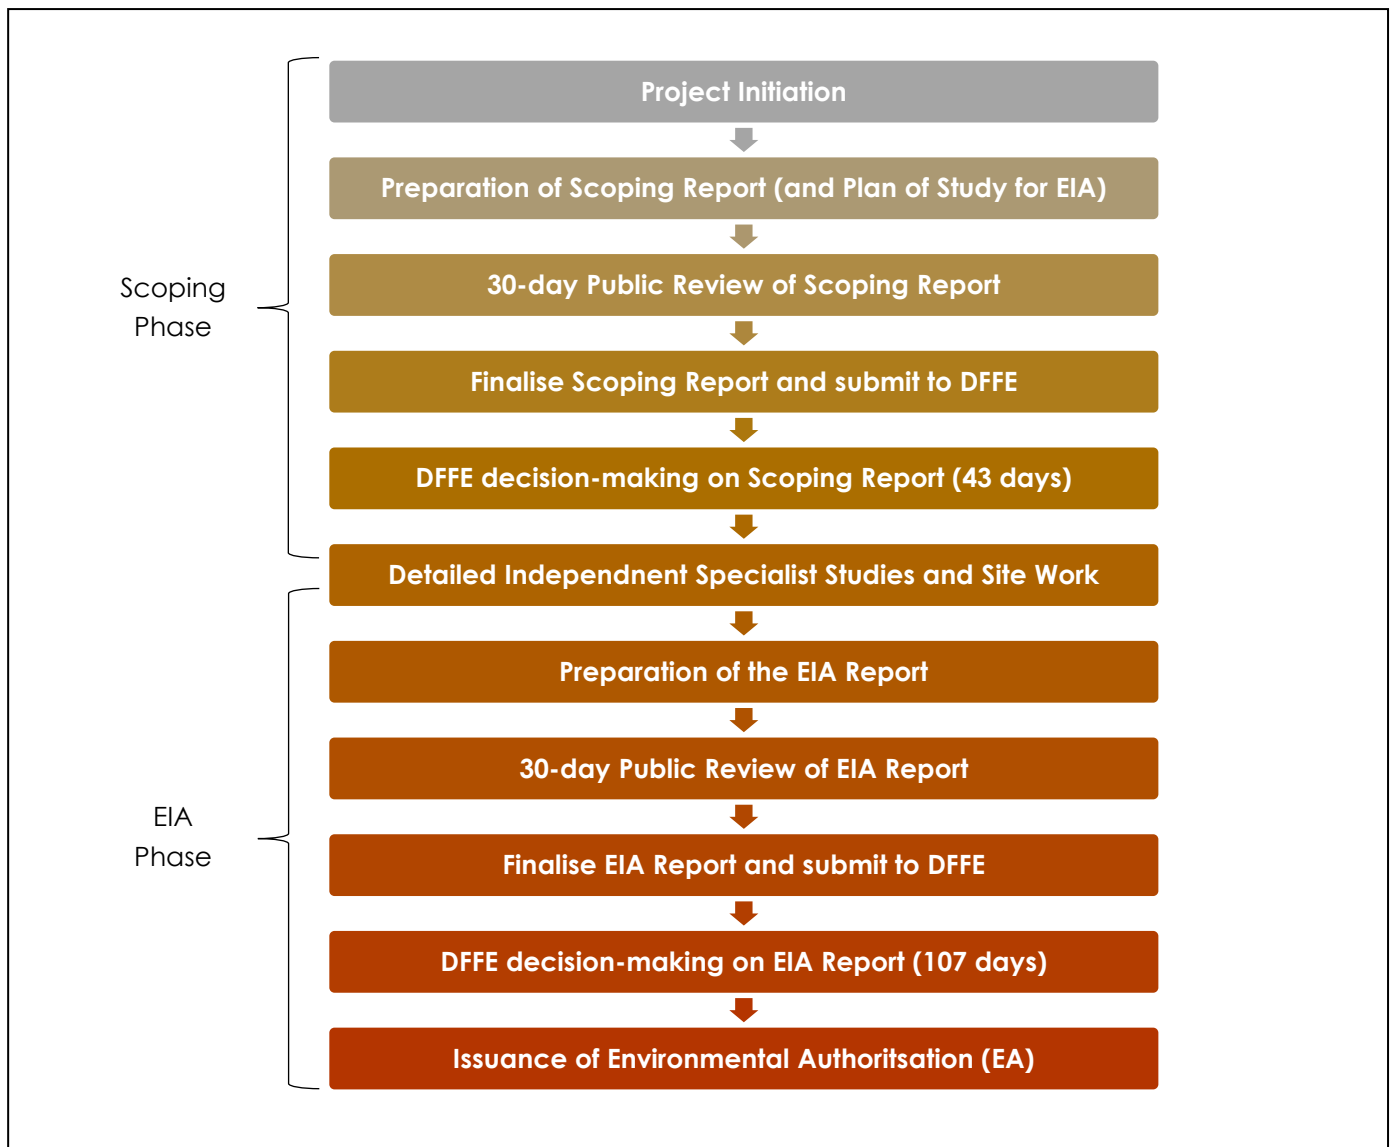 Project Initiation
Preparation of Scoping Report (and Plan of Study for EIA)
30-day Public Review of Scoping Report
Scoping
Phase
Finalise Scoping Report and submit to DFFE
DFFE decision-making on Scoping Report (43 days)
Detailed Independnent Specialist Studies and Site Work
Preparation of the EIA Report
30-day Public Review of EIA Report
EIA
Phase
Finalise EIA Report and submit to DFFE
DFFE decision-making on EIA Report (107 days)
Issuance of Environmental Authoritsation (EA)